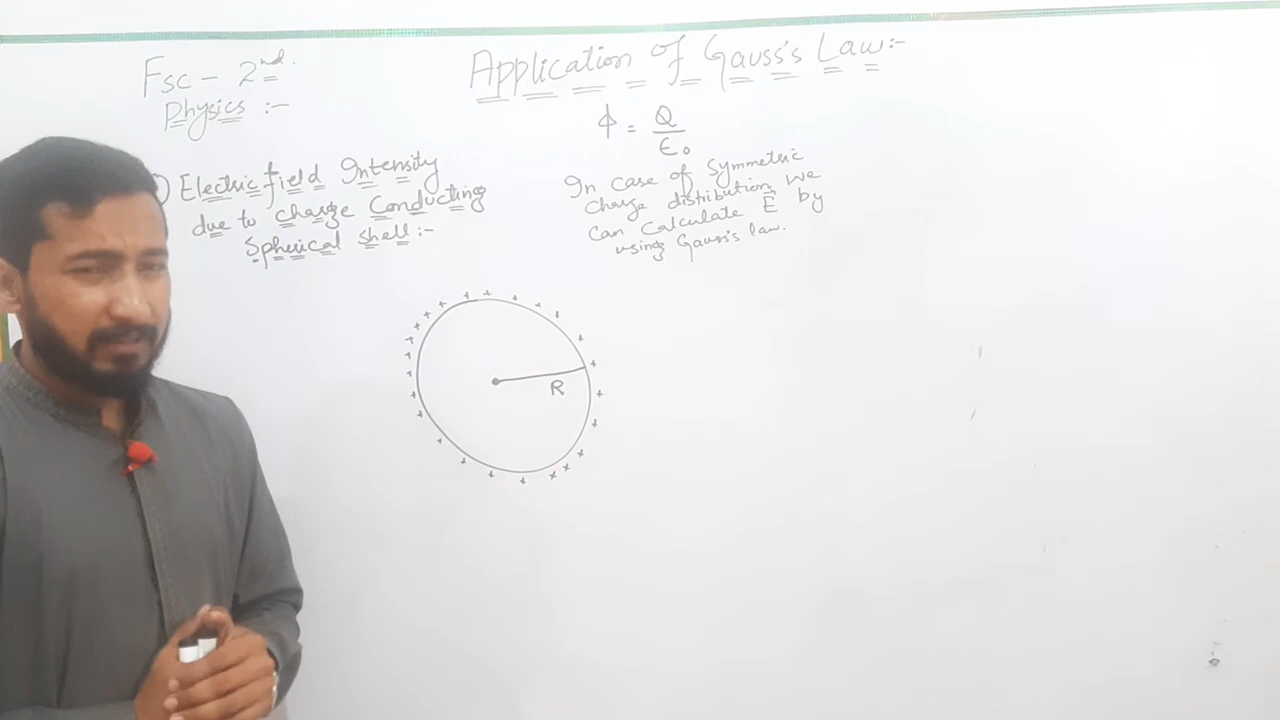 Fsc - 2nd.
Physics :-
Application of Gauss's Law:-
ϕ = Q
ε₀
) Electric field Intensity
due to charge Conducting
Spherical shell :-
In case of Symmetric
charge distribution, We
can calculate E by
using Gauss's law.
R